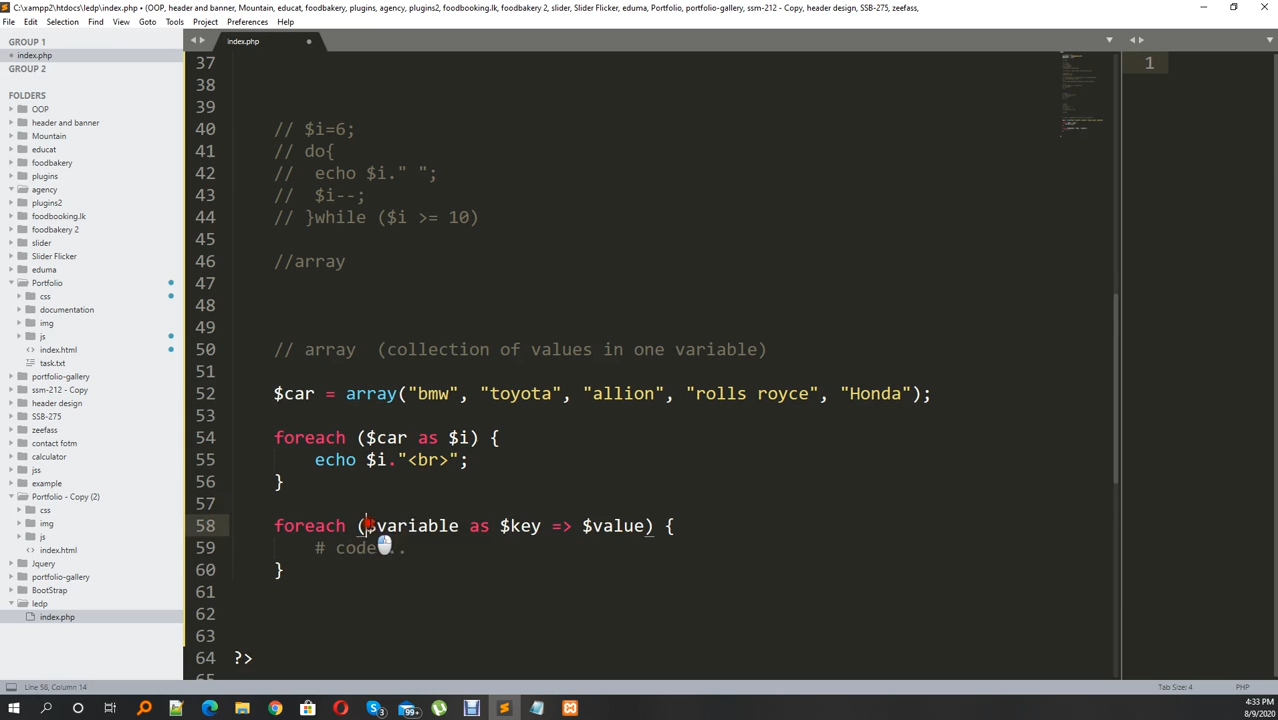 C:\xampp2\htdocs\ledp\index.php • (OOP, header and banner, Mountain, educat, foodbakery, plugins, agency, plugins2, foodbooking.lk, foodbakery 2, slider, Slider Flicker, eduma, Portfolio, portfolio-gallery, ssm-212 - Copy, header design, SSB-275, zeefass,
File Edit Selection Find View Goto Tools Project Preferences Help
GROUP 1
index.php
GROUP 2
FOLDERS
OOP
header and banner
Mountain
educat
foodbakery
plugins
agency
plugins2
foodbooking.lk
foodbakery 2
slider
Slider Flicker
eduma
Portfolio
css
documentation
img
js
index.html
task.txt
portfolio-gallery
ssm-212 - Copy
header design
SSB-275
zeefass
contact fotm
calculator
jss
example
Portfolio - Copy (2)
css
img
js
index.html
Jquery
portfolio-gallery
BootStrap
ledp
index.php
index.php
37
38
39
40 // $i=6;
41 // do{
42 // echo $i." ";
43 // $i--;
44 // }while ($i >= 10)
45
46 //array
47
48
49
50 // array (collection of values in one variable)
51
52 $car = array("bmw", "toyota", "allion", "rolls royce", "Honda");
53
54 foreach ($car as $i) {
55 echo $i."<br>";
56 }
57
58 foreach ($variable as $key => $value) {
59 # code...
60 }
61
62
63
64 ?>
1
Line 58, Column 14
Tab Size: 4
PHP
3
99+
4:33 PM
8/9/2020